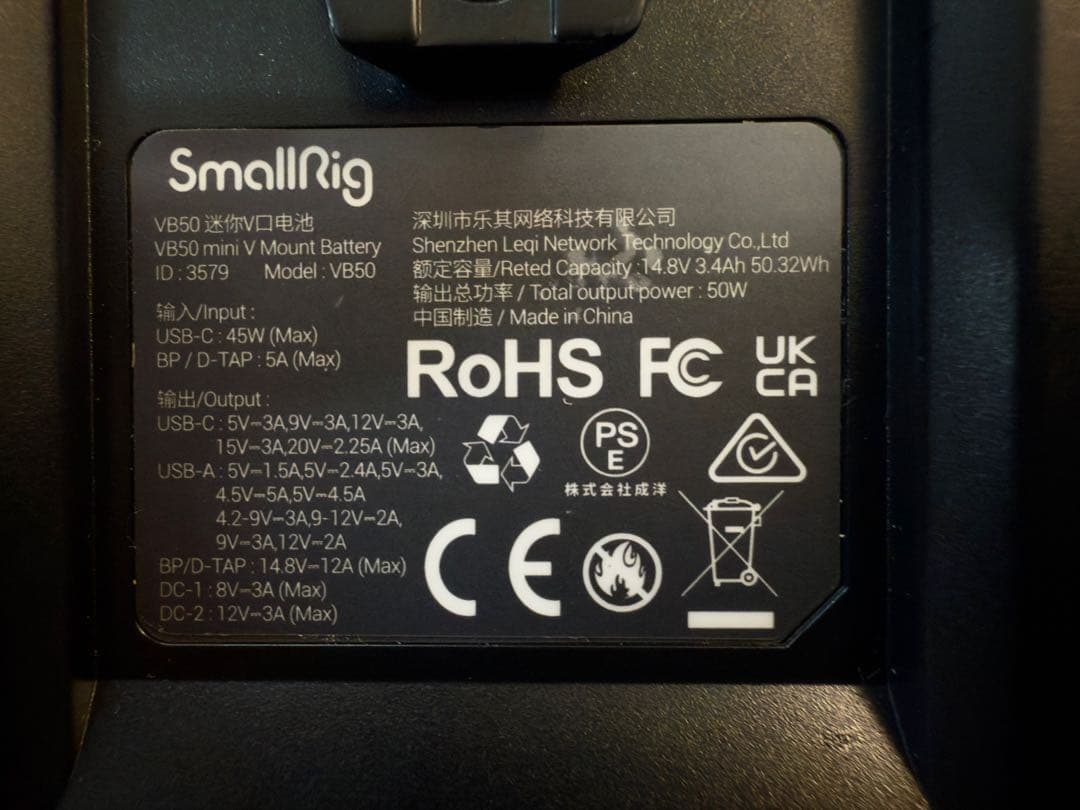 SmallRig
VB50 迷你V口电池
VB50 mini V Mount Battery
ID : 3579 Model : VB50
输入/Input :
USB-C : 45W (Max)
BP / D-TAP : 5A (Max)
输出/Output :
USB-C : 5V⎓3A,9V⎓3A,12V⎓3A,
15V⎓3A,20V⎓2.25A (Max)
USB-A : 5V⎓1.5A,5V⎓2.4A,5V⎓3A,
4.5V⎓5A,5V⎓4.5A
4.2-9V⎓3A,9-12V⎓2A,
9V⎓3A,12V⎓2A
BP/D-TAP : 14.8V⎓12A (Max)
DC-1 : 8V⎓3A (Max)
DC-2 : 12V⎓3A (Max)
深圳市乐其网络科技有限公司
Shenzhen Leqi Network Technology Co.,Ltd
额定容量/Reted Capacity :14.8V 3.4Ah 50.32Wh
输出总功率 / Total output power : 50W
中国制造 / Made in China
RoHS FC UK
CA
PS
E
株式会社成洋
CE